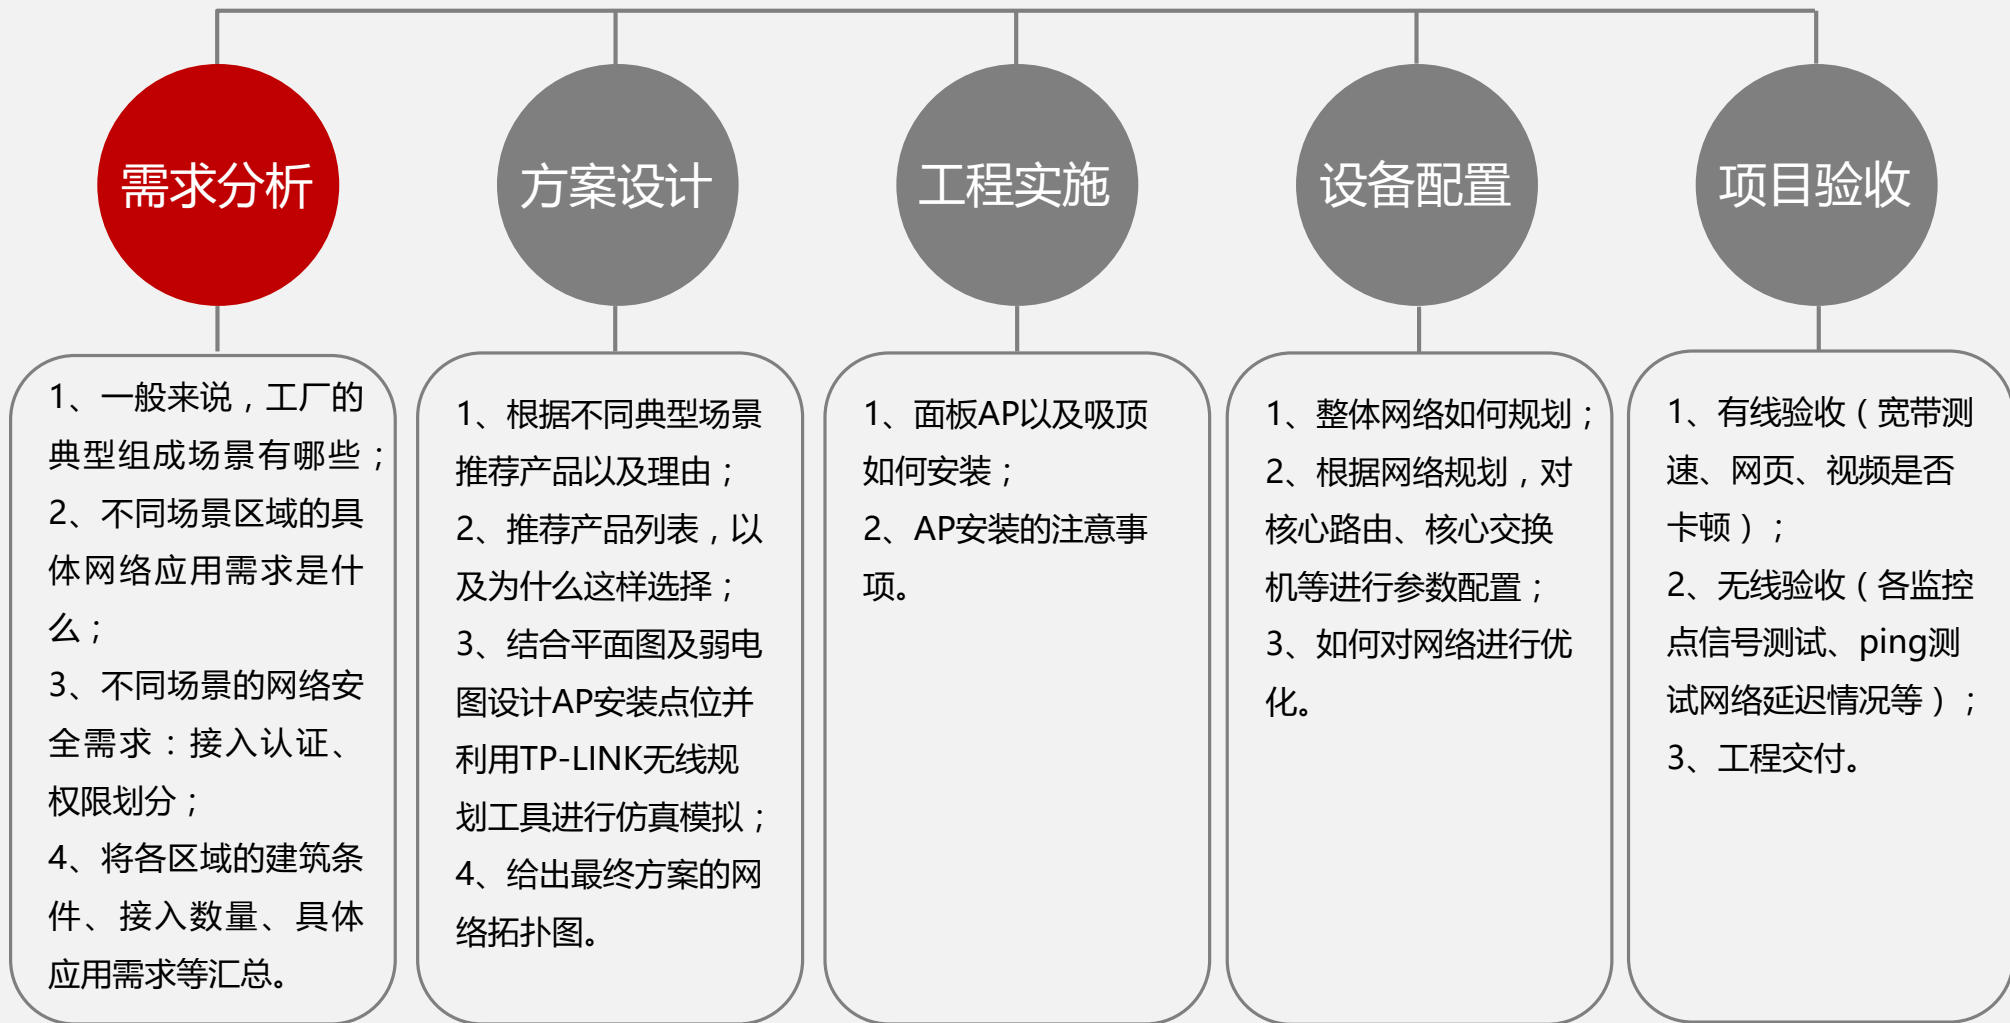 需求分析
方案设计
工程实施
设备配置
项目验收
1、一般来说，工厂的
典型组成场景有哪些；
2、不同场景区域的具
体网络应用需求是什
么；
3、不同场景的网络安
全需求：接入认证、
权限划分；
4、将各区域的建筑条
件、接入数量、具体
应用需求等汇总。
1、根据不同典型场景
推荐产品以及理由；
2、推荐产品列表，以
及为什么这样选择；
3、结合平面图及弱电
图设计AP安装点位并
利用TP-LINK无线规
划工具进行仿真模拟；
4、给出最终方案的网
络拓扑图。
1、面板AP以及吸顶
如何安装；
2、AP安装的注意事
项。
1、整体网络如何规划；
2、根据网络规划，对
核心路由、核心交换
机等进行参数配置；
3、如何对网络进行优
化。
1、有线验收（宽带测
速、网页、视频是否
卡顿）；
2、无线验收（各监控
点信号测试、ping测
试网络延迟情况等）；
3、工程交付。